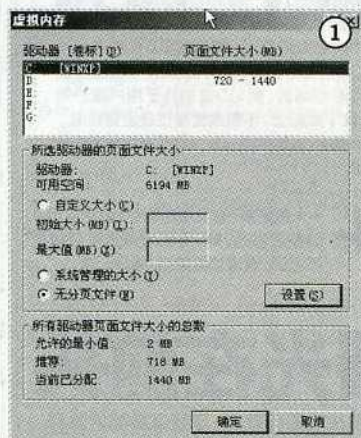 虚拟内存
①
驱动器 [卷标](D) 页面文件大小(MB)
C: [WINXP]
D: 720 - 1440
E:
F:
G:
所选驱动器的页面文件大小
驱动器: C: [WINXP]
可用空间: 6194 MB
自定义大小(C)
初始大小(MB)(I):
最大值(MB)(X):
系统管理的大小(Y)
无分页文件(N) 设置(S)
所有驱动器页面文件大小的总数
允许的最小值: 2 MB
推荐: 718 MB
当前已分配: 1440 MB
确定 取消